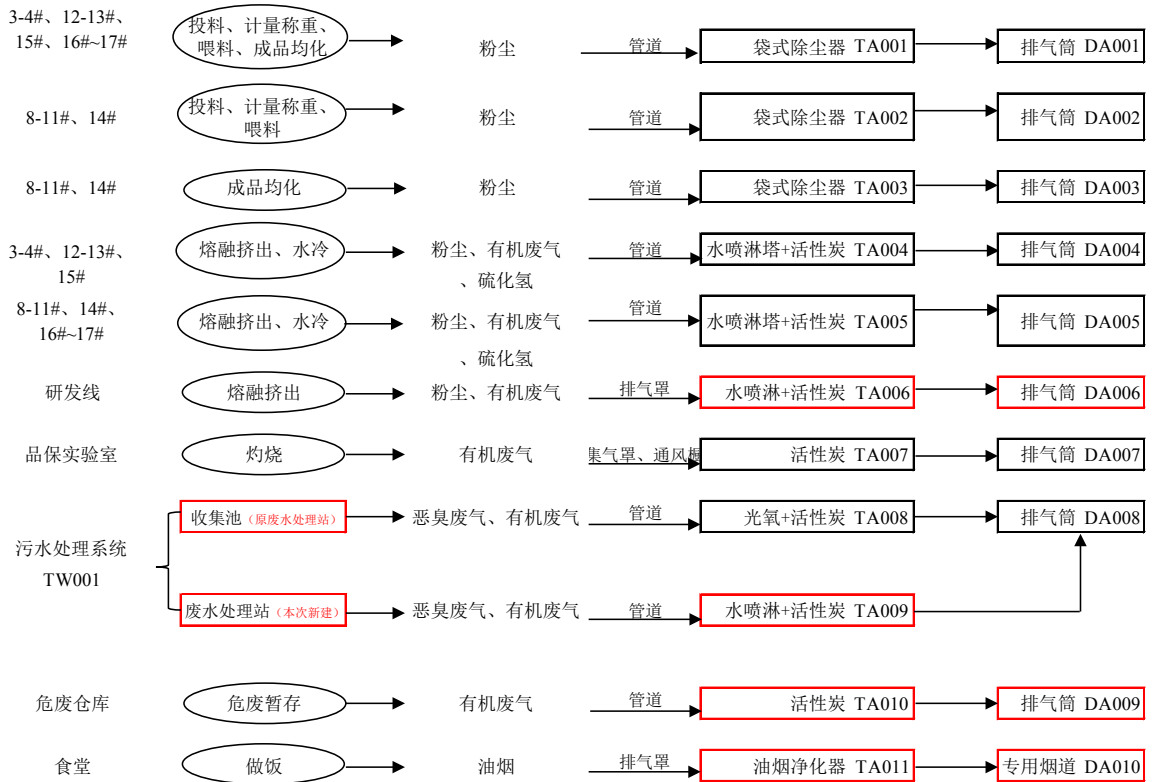 3-4#、12-13#、
15#、16#~17#
投料、计量称重、
喂料、成品均化
粉尘
管道
袋式除尘器 TA001
排气筒 DA001
8-11#、14#
投料、计量称重、
喂料
粉尘
管道
袋式除尘器 TA002
排气筒 DA002
8-11#、14#
成品均化
粉尘
管道
袋式除尘器 TA003
排气筒 DA003
3-4#、12-13#、
15#
熔融挤出、水冷
粉尘、有机废气
、硫化氢
管道
水喷淋塔+活性炭 TA004
排气筒 DA004
8-11#、14#、
16#~17#
熔融挤出、水冷
粉尘、有机废气
、硫化氢
管道
水喷淋塔+活性炭 TA005
排气筒 DA005
研发线
熔融挤出
粉尘、有机废气
排气罩
水喷淋+活性炭 TA006
排气筒 DA006
品保实验室
灼烧
有机废气
集气罩、通风橱
活性炭 TA007
排气筒 DA007
污水处理系统
TW001
收集池（原废水处理站）
恶臭废气、有机废气
管道
光氧+活性炭 TA008
排气筒 DA008
废水处理站（本次新建）
恶臭废气、有机废气
管道
水喷淋+活性炭 TA009
危废仓库
危废暂存
有机废气
管道
活性炭 TA010
排气筒 DA009
食堂
做饭
油烟
排气罩
油烟净化器 TA011
专用烟道 DA010